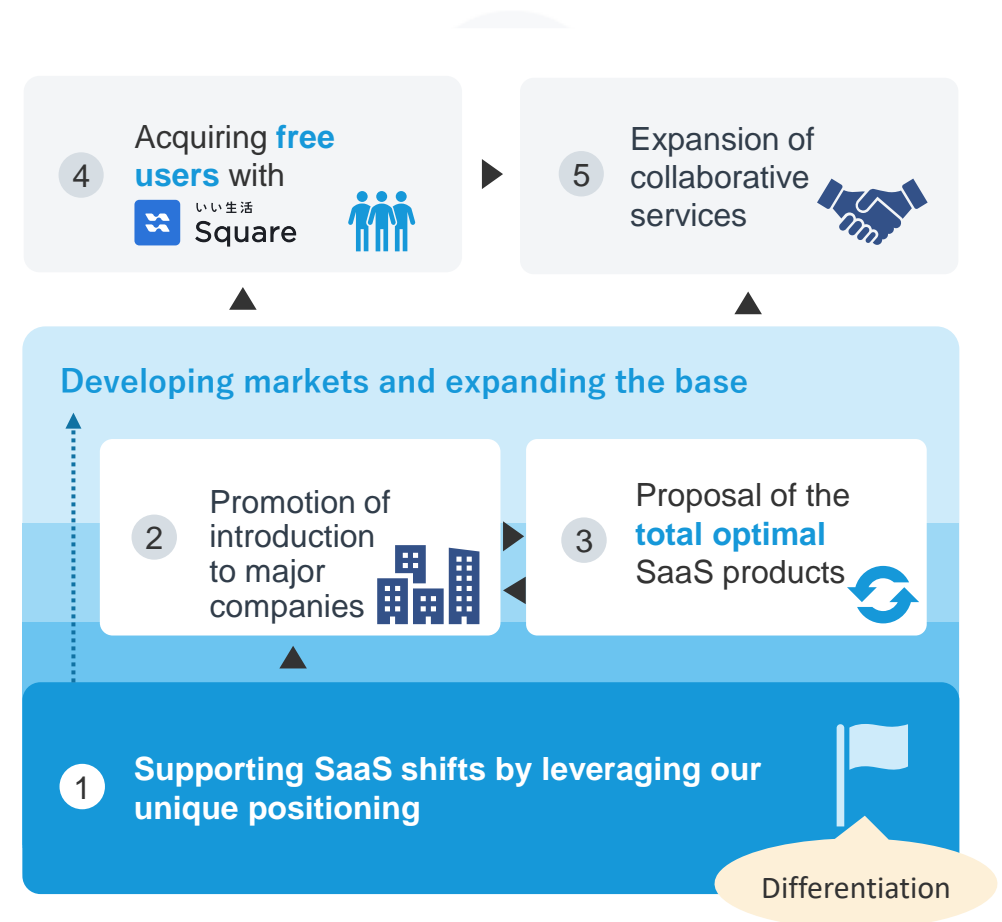 4
Acquiring free
users with
いい生活
Square
5
Expansion of
collaborative
services
Developing markets and expanding the base
2
Promotion of
introduction
to major
companies
3
Proposal of the
total optimal
SaaS products
1
Supporting SaaS shifts by leveraging our
unique positioning
Differentiation